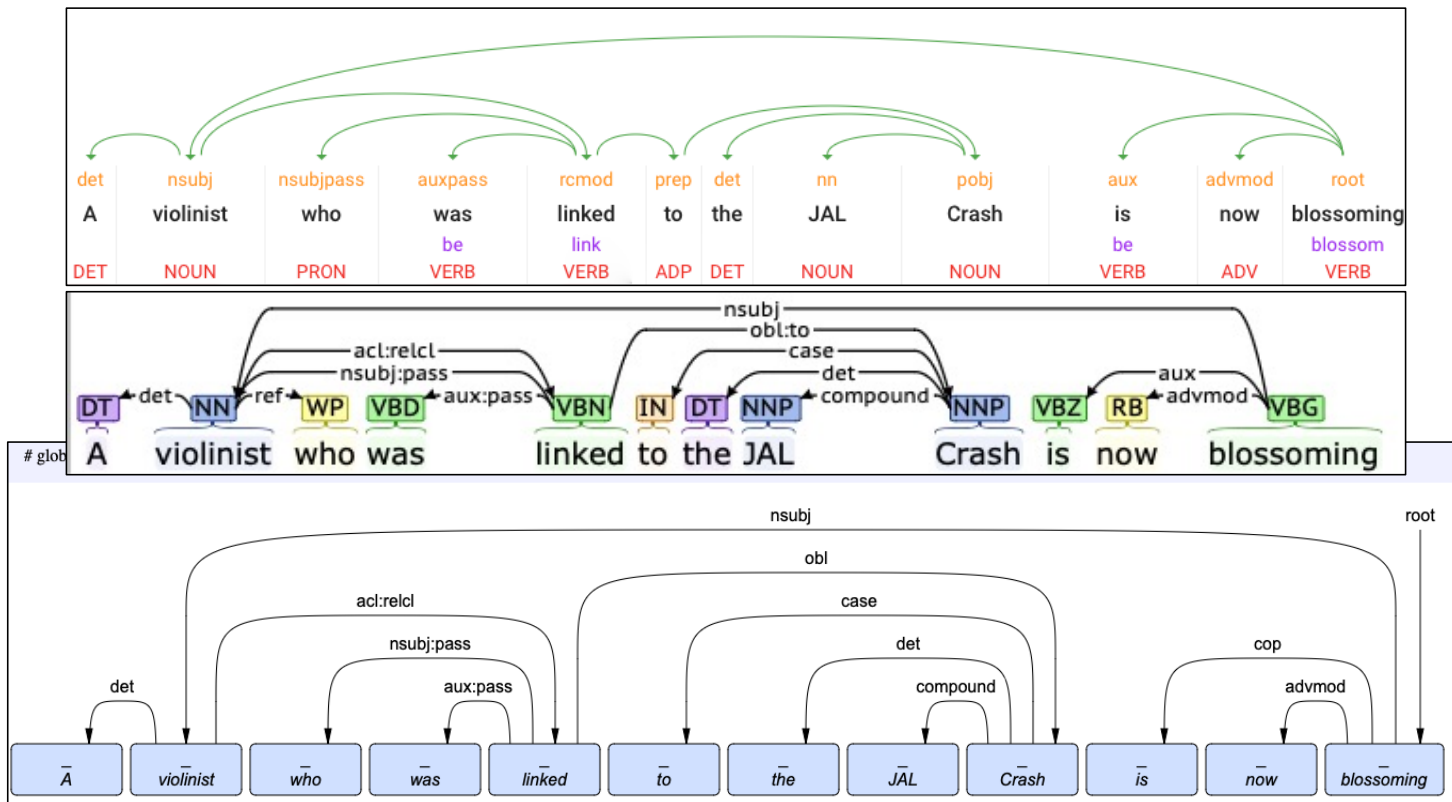 det nsubj nsubjpass auxpass rcmod prep det nn pobj aux advmod root
A violinist who was linked to the JAL Crash is now blossoming
be link be blossom
DET NOUN PRON VERB VERB ADP DET NOUN NOUN VERB ADV VERB
nsubj
obl:to
acl:relcl case
nsubj:pass det aux
det ref aux:pass compound advmod
DT NN WP VBD VBN IN DT NNP NNP VBZ RB VBG
A violinist who was linked to the JAL Crash is now blossoming
# glob
nsubj root
obl
acl:relcl case
nsubj:pass det cop
det aux:pass compound advmod
_ _ _ _ _ _ _ _ _ _ _ _
A violinist who was linked to the JAL Crash is now blossoming